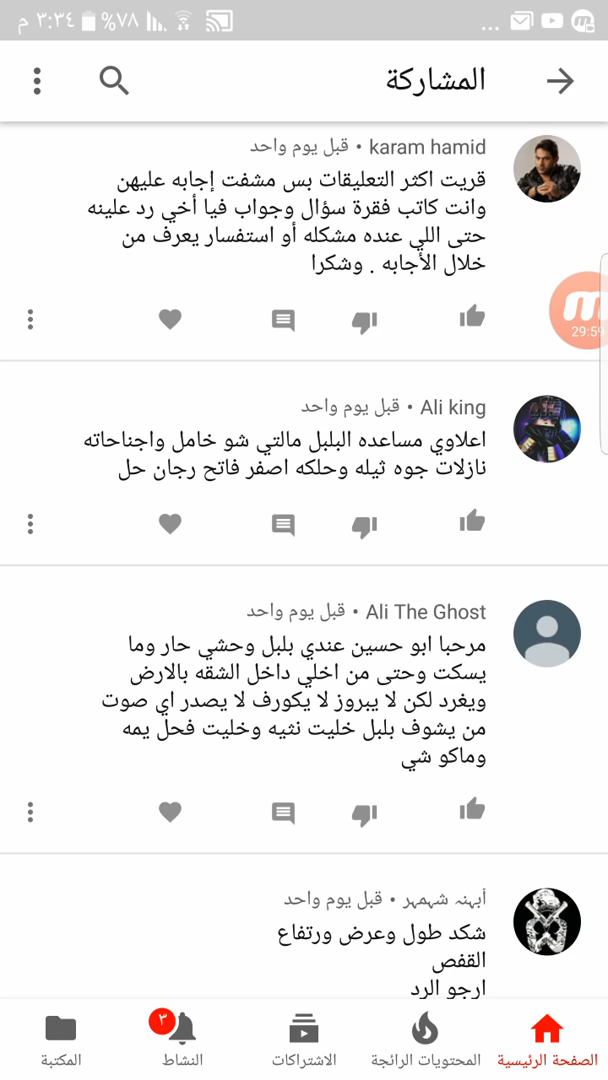 ٣:٣٤ م
٧٨%
...
المشاركة
karam hamid • قبل يوم واحد
قريت اكثر التعليقات بس مشفت إجابه عليهن
وانت كاتب فقرة سؤال وجواب فيا أخي رد علينه
حتى اللي عنده مشكله أو استفسار يعرف من
خلال الأجابه . وشكرا
29:59
Ali king • قبل يوم واحد
اعلاوي مساعده البلبل مالتي شو خامل واجناحاته
نازلات جوه ثيله وحلكه اصفر فاتح رجان حل
Ali The Ghost • قبل يوم واحد
مرحبا ابو حسين عندي بلبل وحشي حار وما
يسكت وحتى من اخلي داخل الشقه بالارض
ويغرد لكن لا يبروز لا يكورف لا يصدر اي صوت
من يشوف بلبل خليت نثيه وخليت فحل يمه
وماكو شي
أبهنہ شہمہر • قبل يوم واحد
شكد طول وعرض ورتفاع
القفص
ارجو الرد
الصفحة الرئيسية
المحتويات الرائجة
الاشتراكات
٣
النشاط
المكتبة